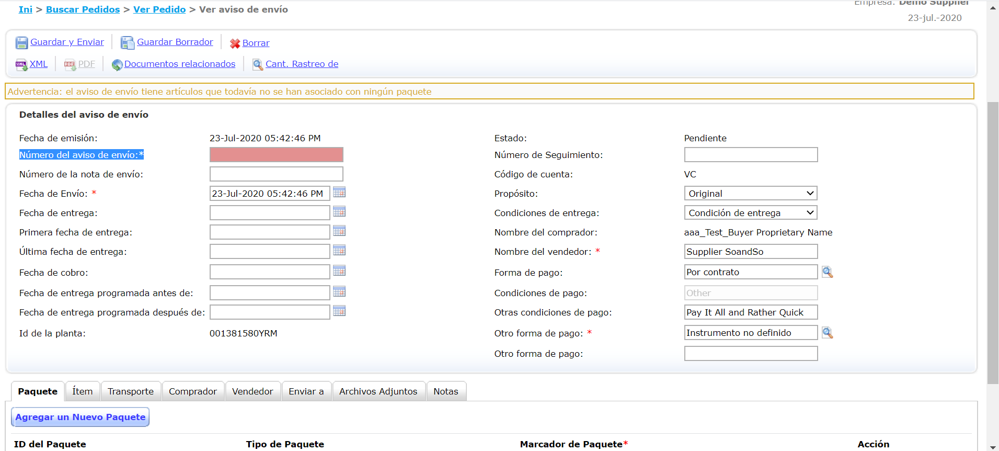 Empresa: Demo Supplier
Ini > Buscar Pedidos > Ver Pedido > Ver aviso de envío
23-jul.-2020
Guardar y Enviar Guardar Borrador Borrar
XML PDF Documentos relacionados Cant. Rastreo de
Advertencia: el aviso de envío tiene artículos que todavía no se han asociado con ningún paquete
Detalles del aviso de envío
Fecha de emisión: 23-Jul-2020 05:42:46 PM Estado: Pendiente
Número del aviso de envío:* Número de Seguimiento:
Número de la nota de envío: Código de cuenta: VC
Fecha de Envío: * 23-Jul-2020 05:42:46 PM Propósito: Original
Fecha de entrega: Condiciones de entrega: Condición de entrega
Primera fecha de entrega: Nombre del comprador: aaa_Test_Buyer Proprietary Name
Última fecha de entrega: Nombre del vendedor: * Supplier SoandSo
Fecha de cobro: Forma de pago: Por contrato
Fecha de entrega programada antes de: Condiciones de pago: Other
Fecha de entrega programada después de: Otras condiciones de pago: Pay It All and Rather Quick
Id de la planta: 001381580YRM Otro forma de pago: * Instrumento no definido
Otro forma de pago:
Paquete Ítem Transporte Comprador Vendedor Enviar a Archivos Adjuntos Notas
Agregar un Nuevo Paquete
ID del Paquete Tipo de Paquete Marcador de Paquete* Acción